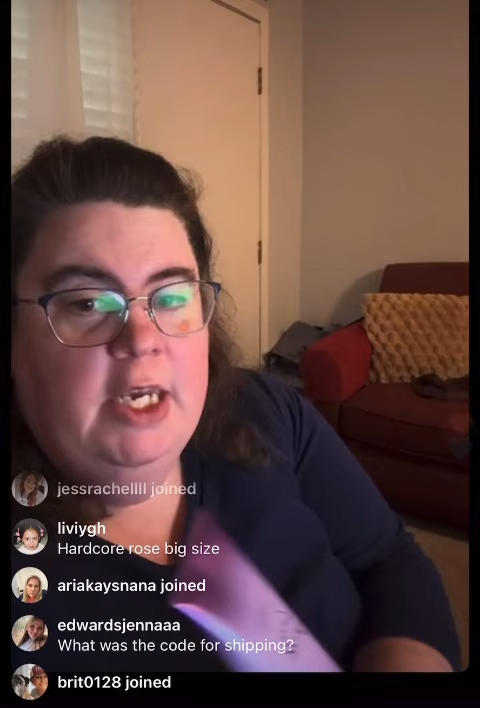 jessrachellll joined
liviygh
Hardcore rose big size
ariakaysnana joined
edwardsjennaaa
What was the code for shipping?
brit0128 joined